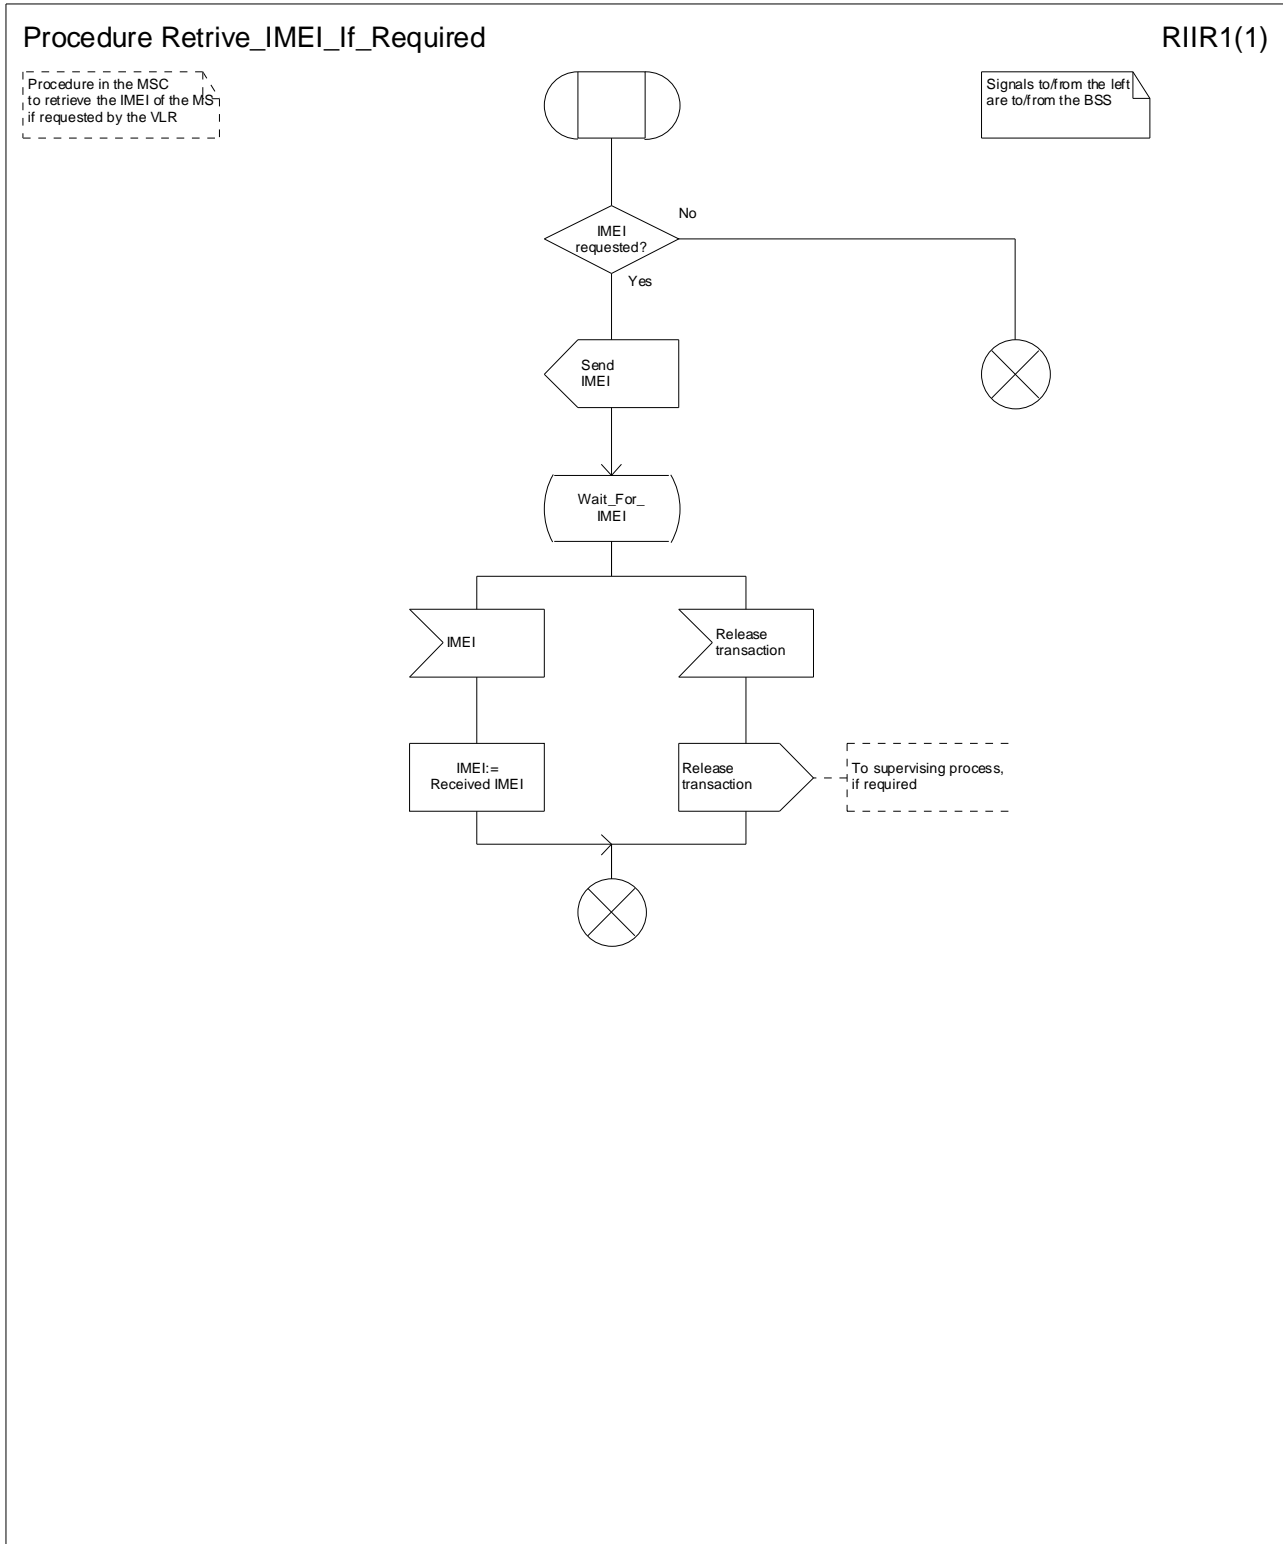 Procedure Retrive_IMEI_If_Required
RIIR1(1)
Procedure in the MSC
to retrieve the IMEI of the MS
if requested by the VLR
Signals to/from the left
are to/from the BSS
IMEI
requested?
No
Yes
Send
IMEI
Wait_For_
IMEI
IMEI
Release
transaction
IMEI:=
Received IMEI
Release
transaction
To supervising process,
if required